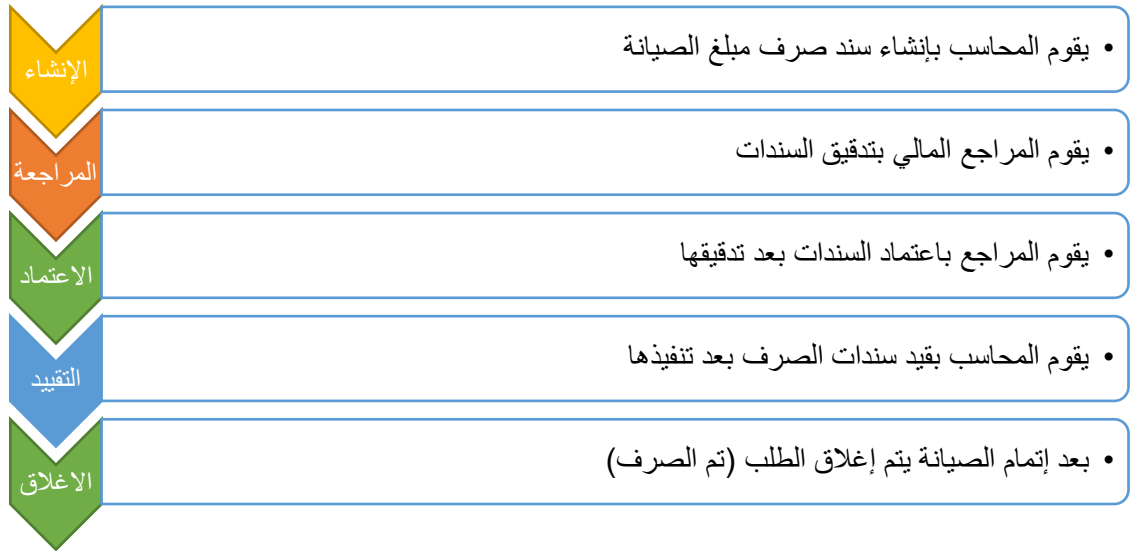 الإنشاء
• يقوم المحاسب بإنشاء سند صرف مبلغ الصيانة
المراجعة
• يقوم المراجع المالي بتدقيق السندات
الاعتماد
• يقوم المراجع باعتماد السندات بعد تدقيقها
التقييد
• يقوم المحاسب بقيد سندات الصرف بعد تنفيذها
الاغلاق
• بعد إتمام الصيانة يتم إغلاق الطلب (تم الصرف)